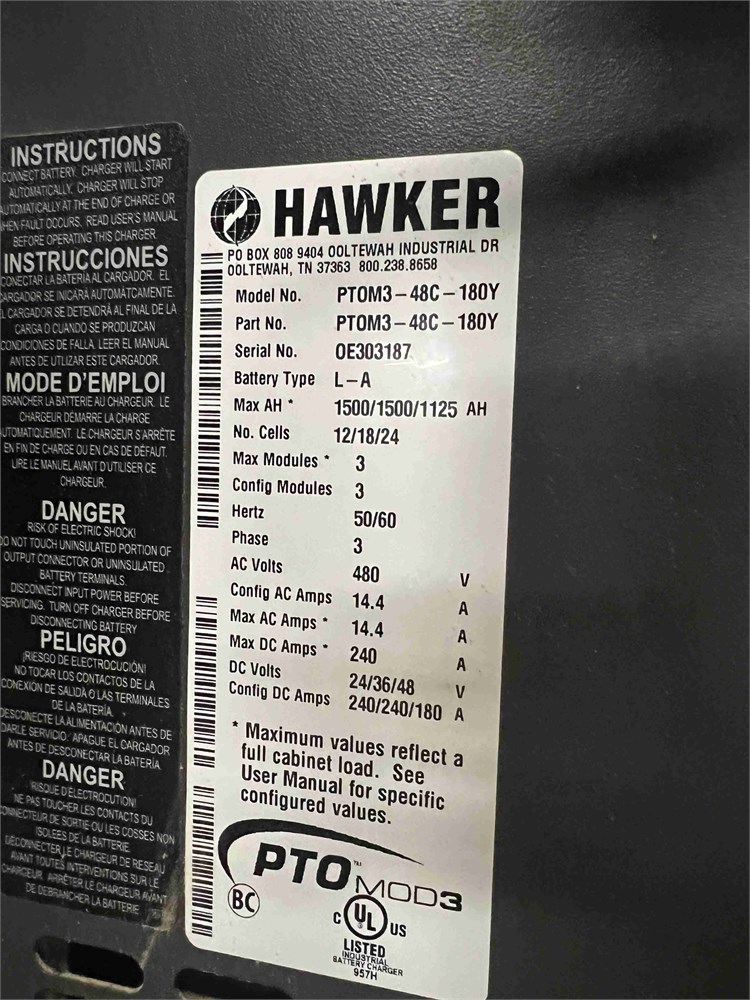 INSTRUCTIONS
CONNECT BATTERY. CHARGER WILL START
AUTOMATICALLY. CHARGER WILL STOP
AUTOMATICALLY AT THE END OF CHARGE OR
WHEN FAULT OCCURS. READ USER'S MANUAL
BEFORE OPERATING THIS CHARGER
INSTRUCCIONES
CONECTAR LA BATERIA AL CARGADOR. EL
CARGADOR SE INICARÁ AUTOMÁTCAMENTE.
EL CARGADOR SE DETENDRÁ AL FINAL DE LA
CARGA O CUANDO SE PRODUZCAN
CONDICIONES DE FALLA. LEER EL MANUAL
ANTES DE UTLIZAR ESTE CARGADOR.
MODE D'EMPLOI
BRANCHER LA BATTERIE AU CHARGEUR. LE
CHARGEUR DÉMARRE LA CHARGE
AUTOMATIQUEMENT. LE CHARGEUR S'ARRÊTE
EN FIN DE CHARGE OU EN CAS DE DÉFAUT.
LIRE LE MANUEL AVANT D'UTILISER CE
CHARGEUR.
DANGER
RISK OF ELECTRIC SHOCK!
DO NOT TOUCH UNINSULATED PORTION OF
OUTPUT CONNECTOR OR UNINSULATED
BATTERY TERMINALS.
DISCONNECT INPUT POWER BEFORE
SERVICING. TURN OFF CHARGER BEFORE
DISCONNECTING BATTERY
PELIGRO
¡RIESGO DE ELECTROCUCIÓN!
NO TOCAR LOS CONTACTOS DE LA
CONEXIÓN DE SALIDA O LAS TERMINALES
DE LA BATERÍA.
DESCONECTE LA ALIMENTACIÓN ANTES DE
DARLE SERVICIO. APAGUE EL CARGADOR
ANTES DE DESCONECTAR LA BATERÍA.
DANGER
RISQUE D'ÉLECTROCUTION!
NE PAS TOUCHER LES CONTACTS DU
CONNECTEUR DE SORTIE OU LES COSSES NON
ISOLÉES DE LA BATTERIE.
DÉCONNECTER LE CHARGEUR DE RESEAU
AVANT TOUTES INTERVENTIONS SUR LE
CHARGEUR. ARRÊTER LE CHARGEUR AVANT
DE DEBRANCHER LA BATTERIE
HAWKER
PO BOX 808 9404 OOLTEWAH INDUSTRIAL DR
OOLTEWAH, TN 37363 800.238.8658
Model No. PTOM3-48C-180Y
Part No. PTOM3-48C-180Y
Serial No. OE303187
Battery Type L-A
Max AH * 1500/1500/1125 AH
No. Cells 12/18/24
Max Modules * 3
Config Modules 3
Hertz 50/60
Phase 3
AC Volts 480 V
Config AC Amps 14.4 A
Max AC Amps * 14.4 A
Max DC Amps * 240 A
DC Volts 24/36/48 V
Config DC Amps 240/240/180 A
* Maximum values reflect a
full cabinet load. See
User Manual for specific
configured values.
PTO™ MOD3
BC
C UL US
LISTED
INDUSTRIAL
BATTERY CHARGER
957H